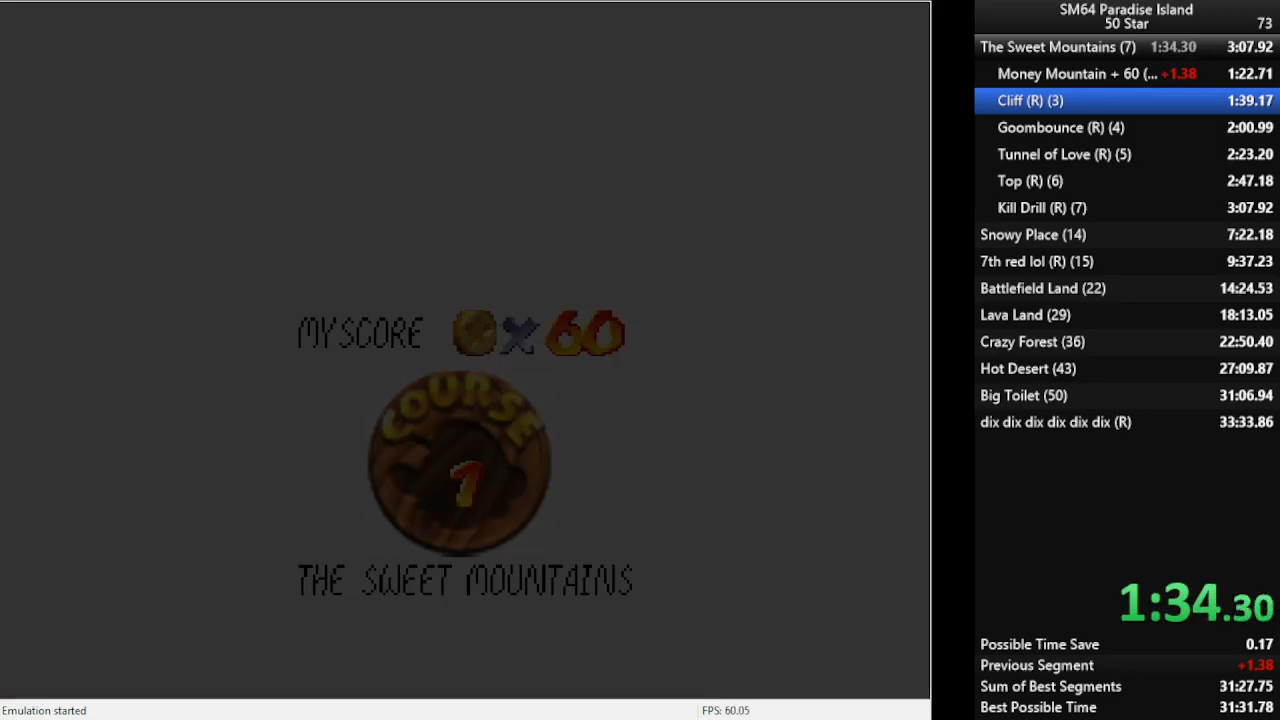 SM64 Paradise Island
50 Star 73
The Sweet Mountains (7) 1:34.30 3:07.92
Money Mountain + 60 (... +1.38 1:22.71
Cliff (R) (3) 1:39.17
Goombounce (R) (4) 2:00.99
Tunnel of Love (R) (5) 2:23.20
Top (R) (6) 2:47.18
Kill Drill (R) (7) 3:07.92
Snowy Place (14) 7:22.18
7th red lol (R) (15) 9:37.23
Battlefield Land (22) 14:24.53
Lava Land (29) 18:13.05
Crazy Forest (36) 22:50.40
Hot Desert (43) 27:09.87
Big Toilet (50) 31:06.94
dix dix dix dix dix dix (R) 33:33.86
MY SCORE × 60
COURSE
1
THE SWEET MOUNTAINS
1:34.30
Possible Time Save 0.17
Previous Segment +1.38
Sum of Best Segments 31:27.75
Best Possible Time 31:31.78
Emulation started FPS: 60.05